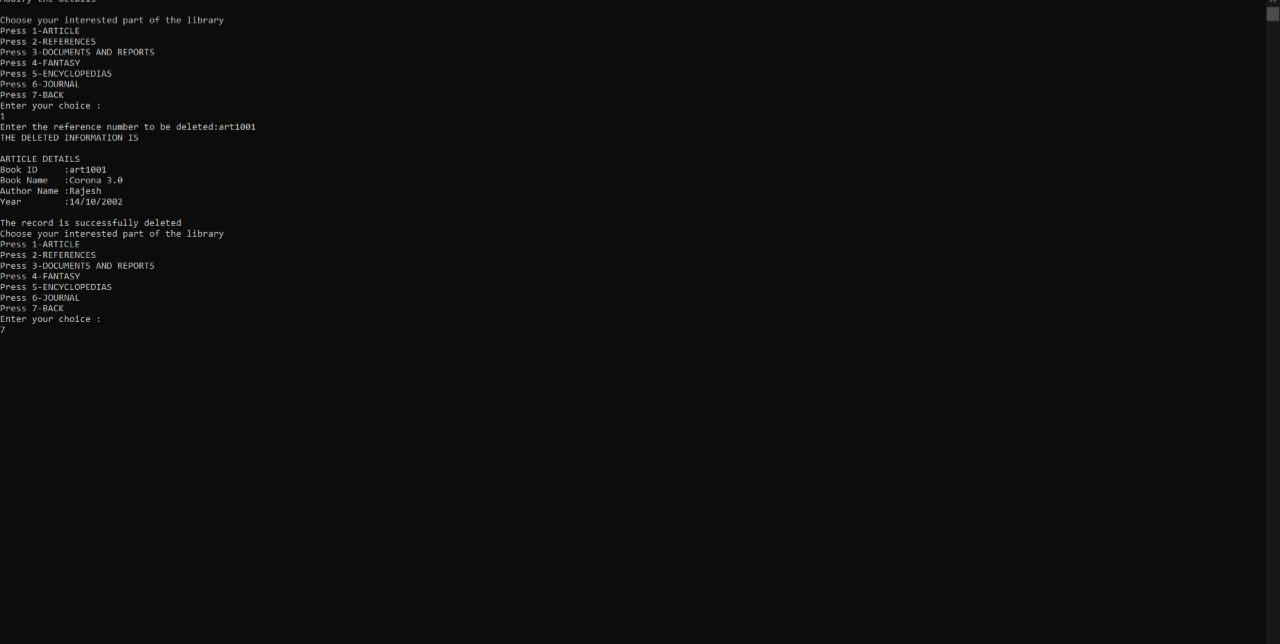 Modify the details
Choose your interested part of the library
Press 1-ARTICLE
Press 2-REFERENCES
Press 3-DOCUMENTS AND REPORTS
Press 4-FANTASY
Press 5-ENCYCLOPEDIAS
Press 6-JOURNAL
Press 7-BACK
Enter your choice :
1
Enter the reference number to be deleted:art1001
THE DELETED INFORMATION IS
ARTICLE DETAILS
Book ID     :art1001
Book Name   :Corona 3.0
Author Name :Rajesh
Year        :14/10/2002
The record is successfully deleted
Choose your interested part of the library
Press 1-ARTICLE
Press 2-REFERENCES
Press 3-DOCUMENTS AND REPORTS
Press 4-FANTASY
Press 5-ENCYCLOPEDIAS
Press 6-JOURNAL
Press 7-BACK
Enter your choice :
7